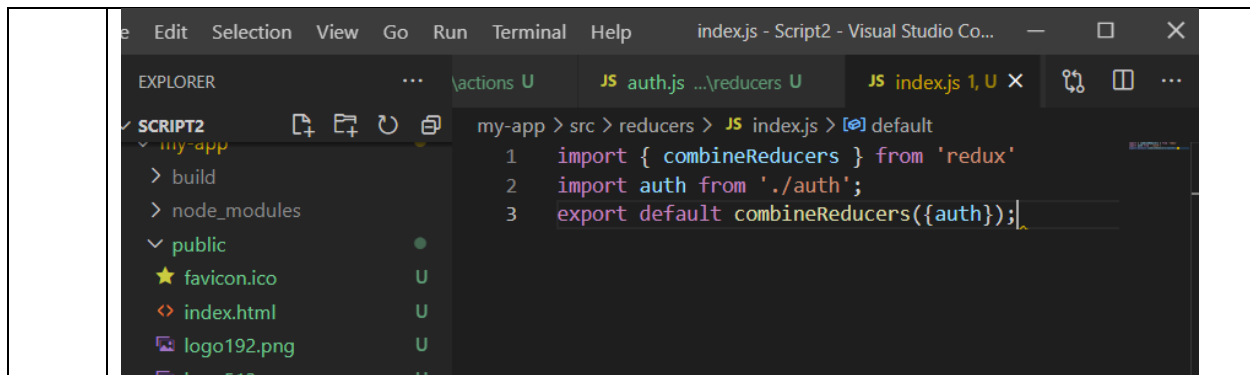 e Edit Selection View Go Run Terminal Help index.js - Script2 - Visual Studio Co...
EXPLORER ... \actions U JS auth.js ...\reducers U JS index.js 1, U
SCRIPT2 my-app > src > reducers > JS index.js > default
my-app 1 import { combineReducers } from 'redux'
build 2 import auth from './auth';
node_modules 3 export default combineReducers({auth});
public
favicon.ico U
index.html U
logo192.png U